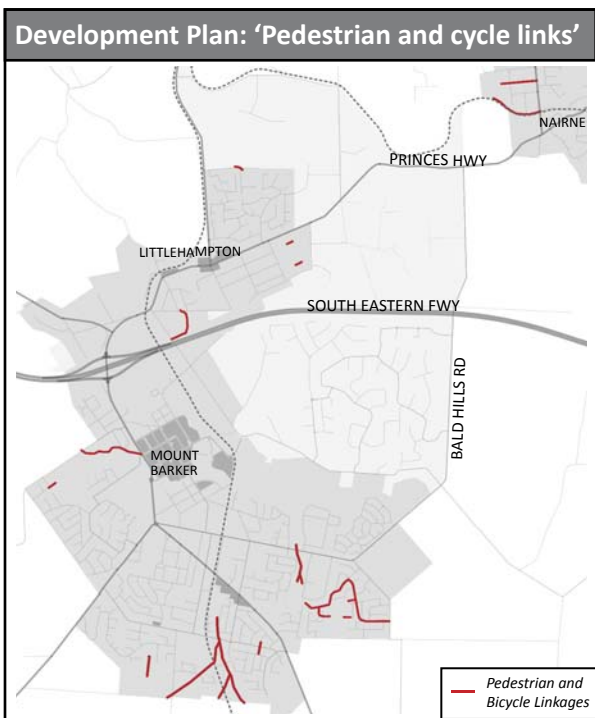 Development Plan: ‘Pedestrian and cycle links’
NAIRNE
PRINCES HWY
LITTLEHAMPTON
SOUTH EASTERN FWY
BALD HILLS RD
MOUNT
BARKER
Pedestrian and
Bicycle Linkages